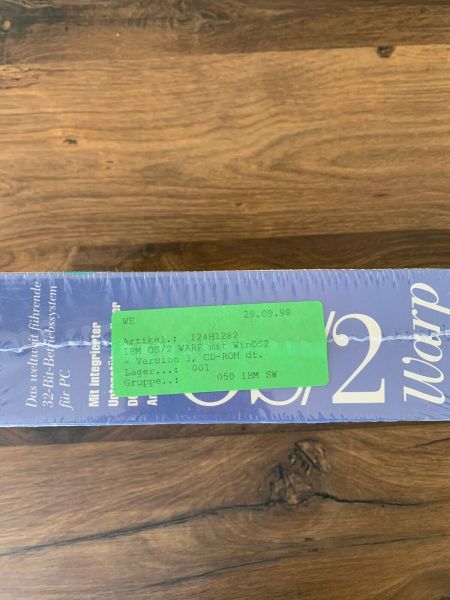 Das weltweit führende
32-Bit-Betriebssystem
für PC
Mit integrierter
WE 29.09.98
Artikel.: 124H1282
IBM OS/2 WARP mit WinOS2
- Version 3, CD-ROM dt.
Lager...: 001
Gruppe..: 050 IBM SW
/2
warp